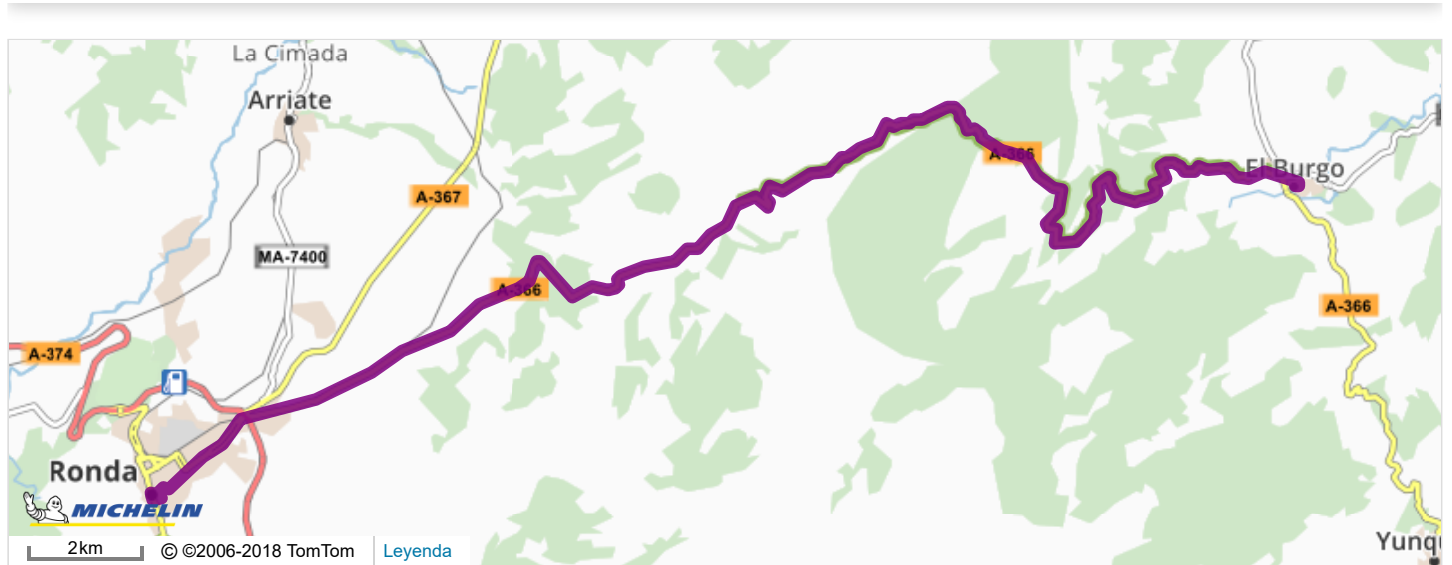 La Cimada
Arriate
A-367
A-366
El Burgo
MA-7400
A-366
A-366
A-374
Ronda
MICHELIN
2km
© ©2006-2018 TomTom
Leyenda